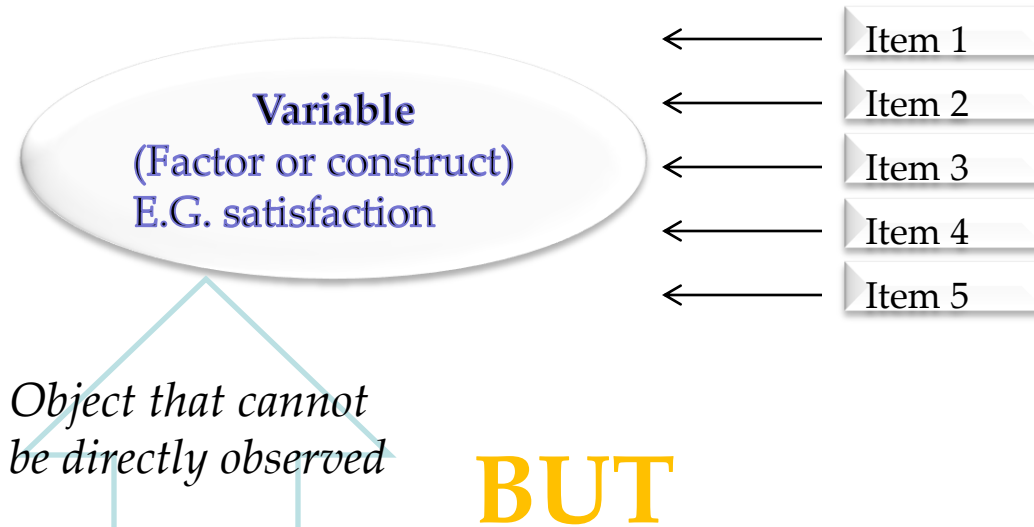 Variable
(Factor or construct)
E.G. satisfaction
Item 1
Item 2
Item 3
Item 4
Item 5
Object that cannot
be directly observed
BUT